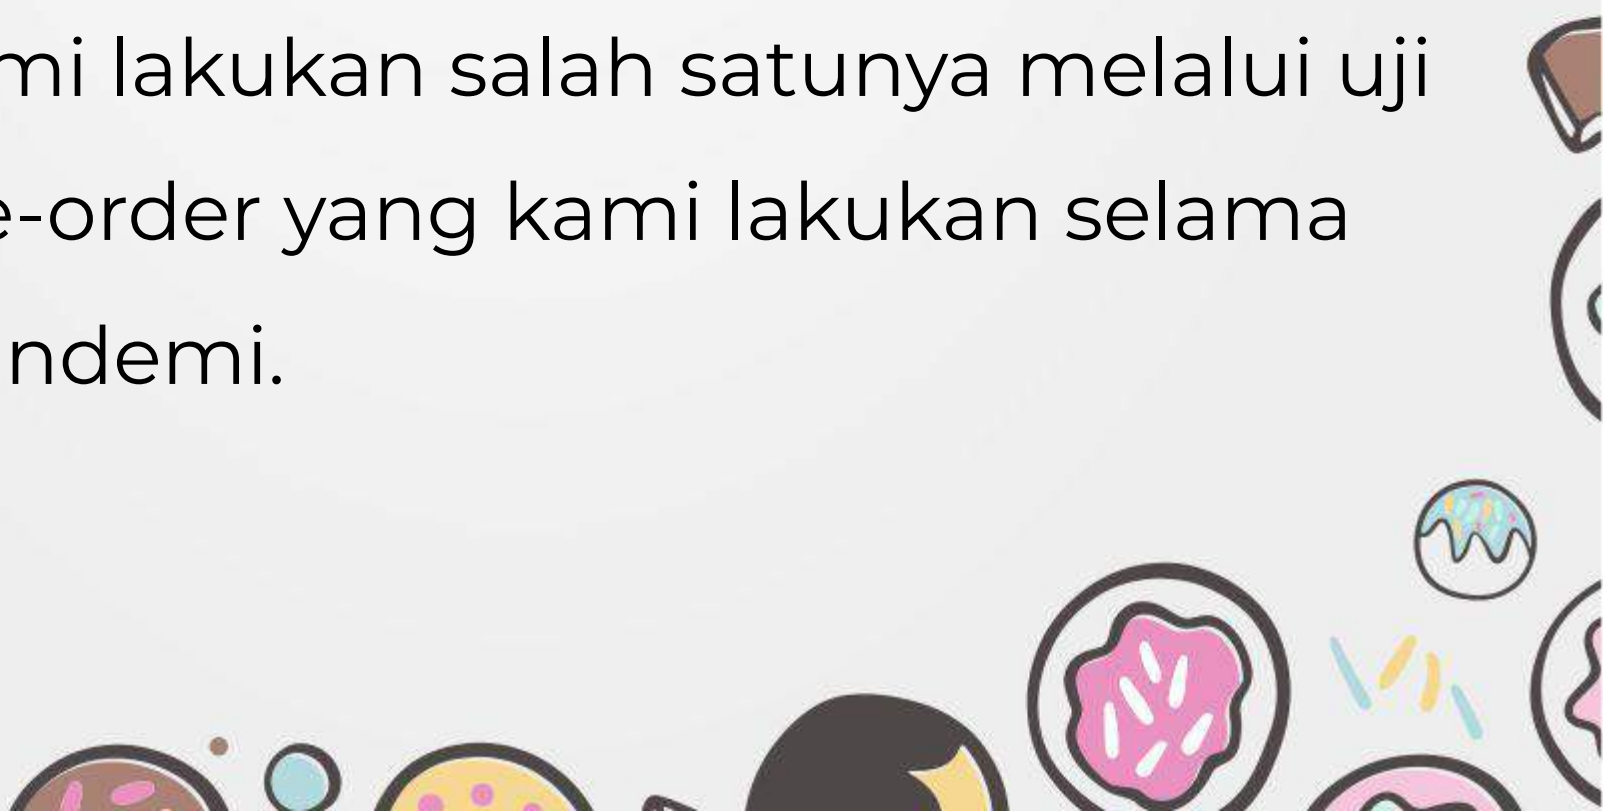 mi lakukan salah satunya melalui uji
e-order yang kami lakukan selama
ndemi.